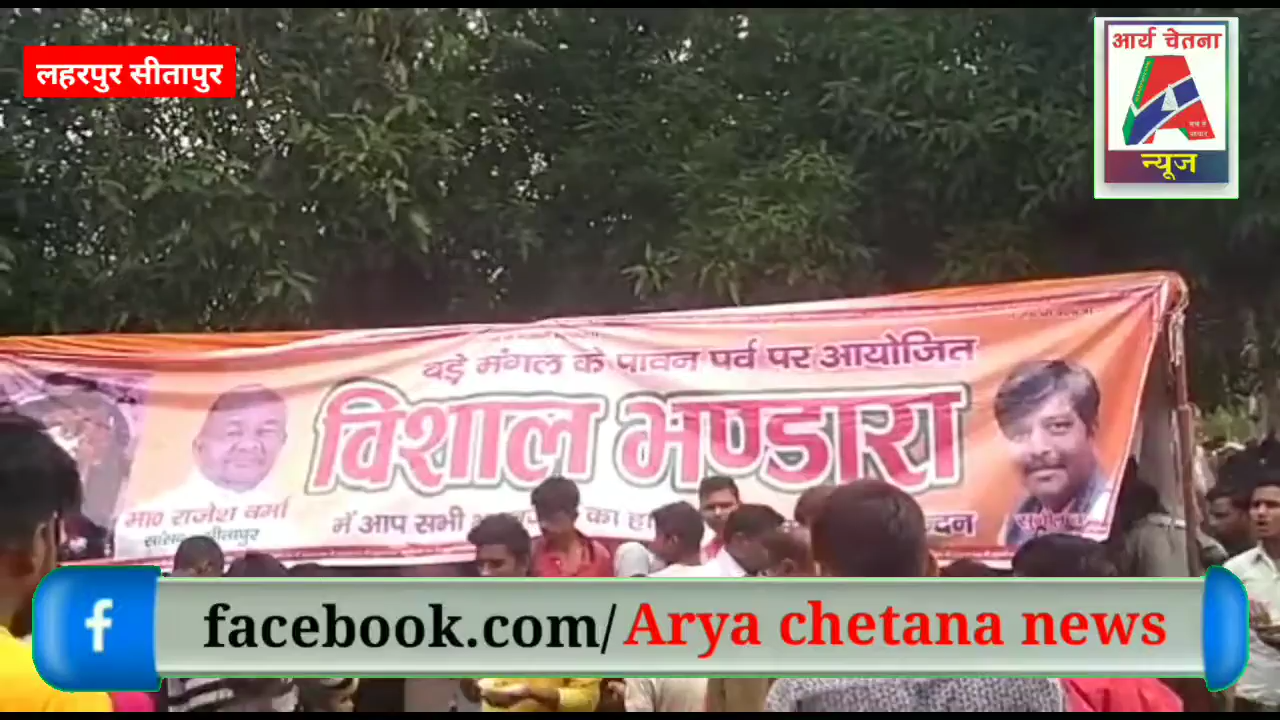 लहरपुर सीतापुर
आर्य चेतना
न्यूज
बड़े मंगल के पावन पर्व पर आयोजित
विशाल भण्डारा
मा० राजेश वर्मा
सांसद सीतापुर
में आप सभी का
facebook.com/Arya chetana news